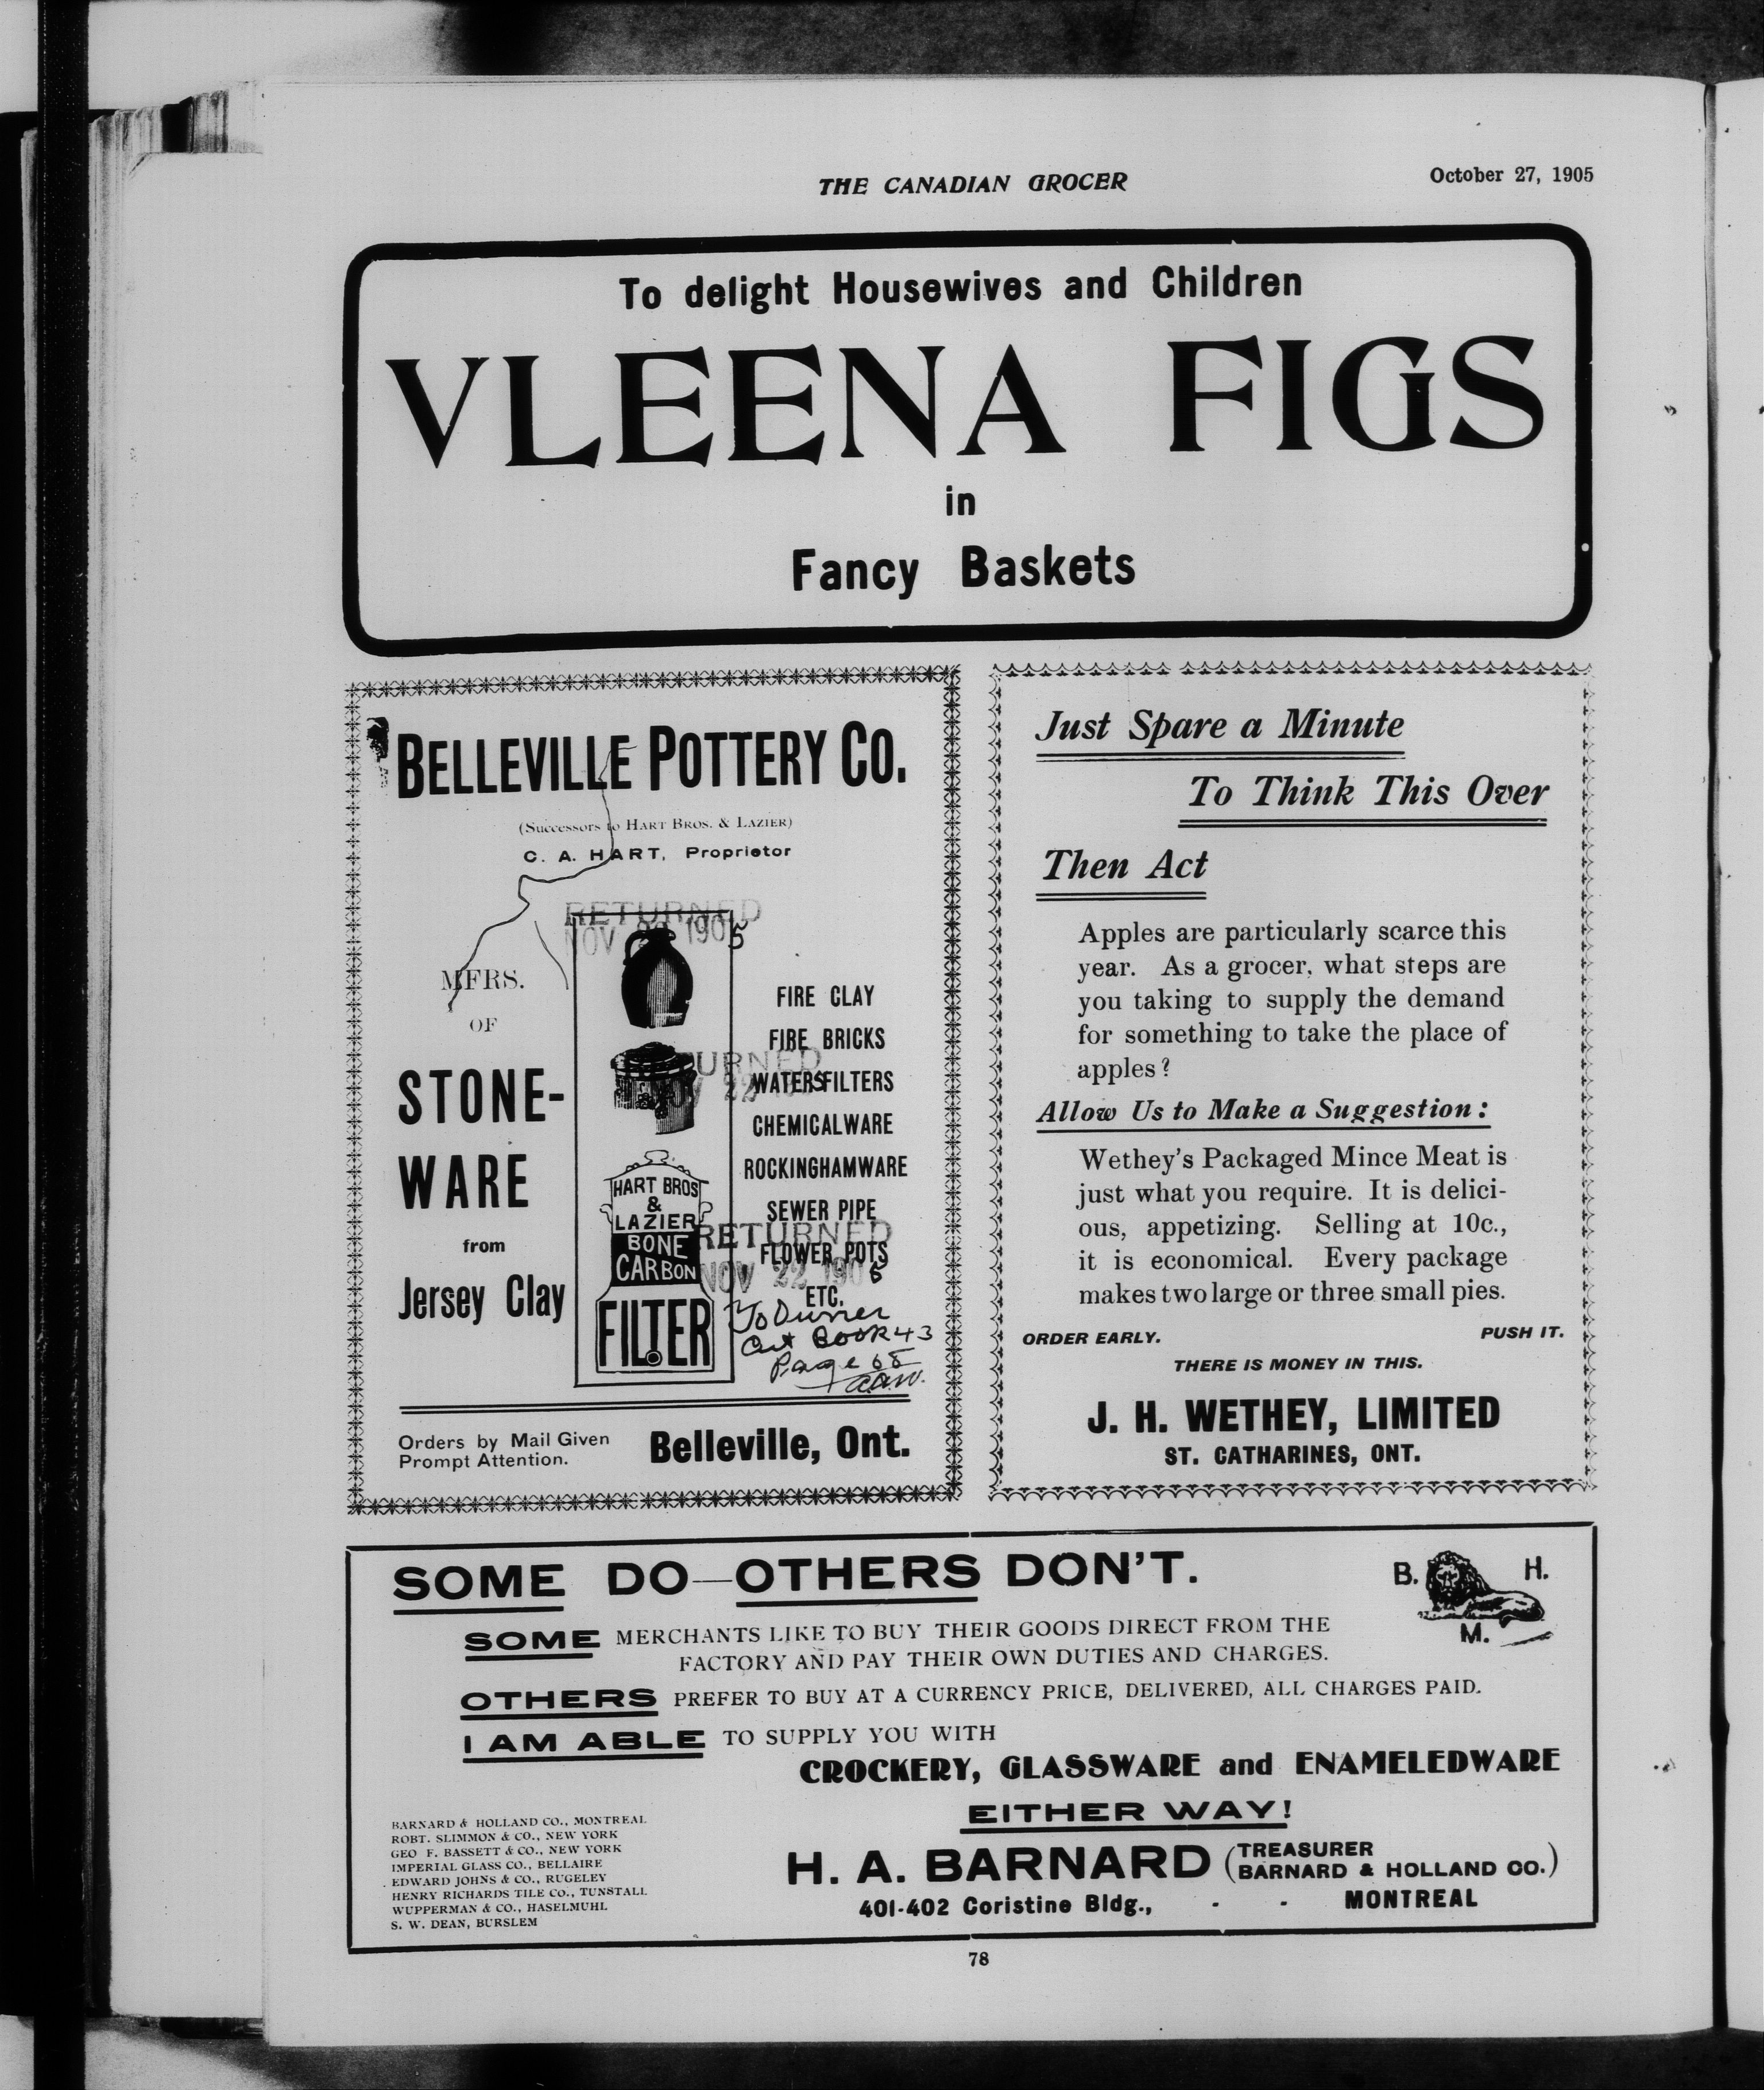 THE CANADIAN GROCER
October 27, 1905
To delight Housewives and Children
VLEENA FIGS
in
Fancy Baskets
BELLEVILLE POTTERY CO.
(Successors to HART BROS. & LAZIER)
C. A. HART, Proprietor
RETURNED
NOV 22 1905
MFRS.
OF
STONE-
WARE
from
Jersey Clay
HART BROS
&
LAZIER
BONE
CARBON
FILTER
FIRE CLAY
FIRE BRICKS
WATER FILTERS
CHEMICALWARE
ROCKINGHAMWARE
SEWER PIPE
FLOWER POTS
ETC.
RETURNED
NOV 22
RETURNED
NOV 22 1905
Cut Book 43
Page 68
Orders by Mail Given
Prompt Attention.
Belleville, Ont.
Just Spare a Minute
To Think This Over
Then Act
Apples are particularly scarce this
year. As a grocer, what steps are
you taking to supply the demand
for something to take the place of
apples?
Allow Us to Make a Suggestion:
Wethey's Packaged Mince Meat is
just what you require. It is delici-
ous, appetizing. Selling at 10c.,
it is economical. Every package
makes two large or three small pies.
ORDER EARLY. PUSH IT.
THERE IS MONEY IN THIS.
J. H. WETHEY, LIMITED
ST. CATHARINES, ONT.
SOME DO—OTHERS DON'T.
B. H.
M.
SOME MERCHANTS LIKE TO BUY THEIR GOODS DIRECT FROM THE
FACTORY AND PAY THEIR OWN DUTIES AND CHARGES.
OTHERS PREFER TO BUY AT A CURRENCY PRICE, DELIVERED, ALL CHARGES PAID.
I AM ABLE TO SUPPLY YOU WITH
CROCKERY, GLASSWARE and ENAMELEDWARE
EITHER WAY!
BARNARD & HOLLAND CO., MONTREAL
ROBT. SLIMMON & CO., NEW YORK
GEO F. BASSETT & CO., NEW YORK
IMPERIAL GLASS CO., BELLAIRE
EDWARD JOHNS & CO., RUGELEY
HENRY RICHARDS TILE CO., TUNSTALL
WUPPERMAN & CO., HASELMUHL
S. W. DEAN, BURSLEM
H. A. BARNARD (TREASURER
BARNARD & HOLLAND CO.)
401-402 Coristine Bldg., - - MONTREAL
78